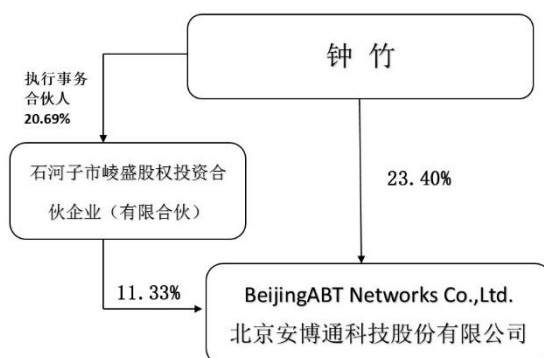 钟 竹
执行事务
合伙人
20.69%
石河子市崚盛股权投资合
伙企业（有限合伙）
23.40%
11.33%
BeijingABT Networks Co.,Ltd.
北京安博通科技股份有限公司